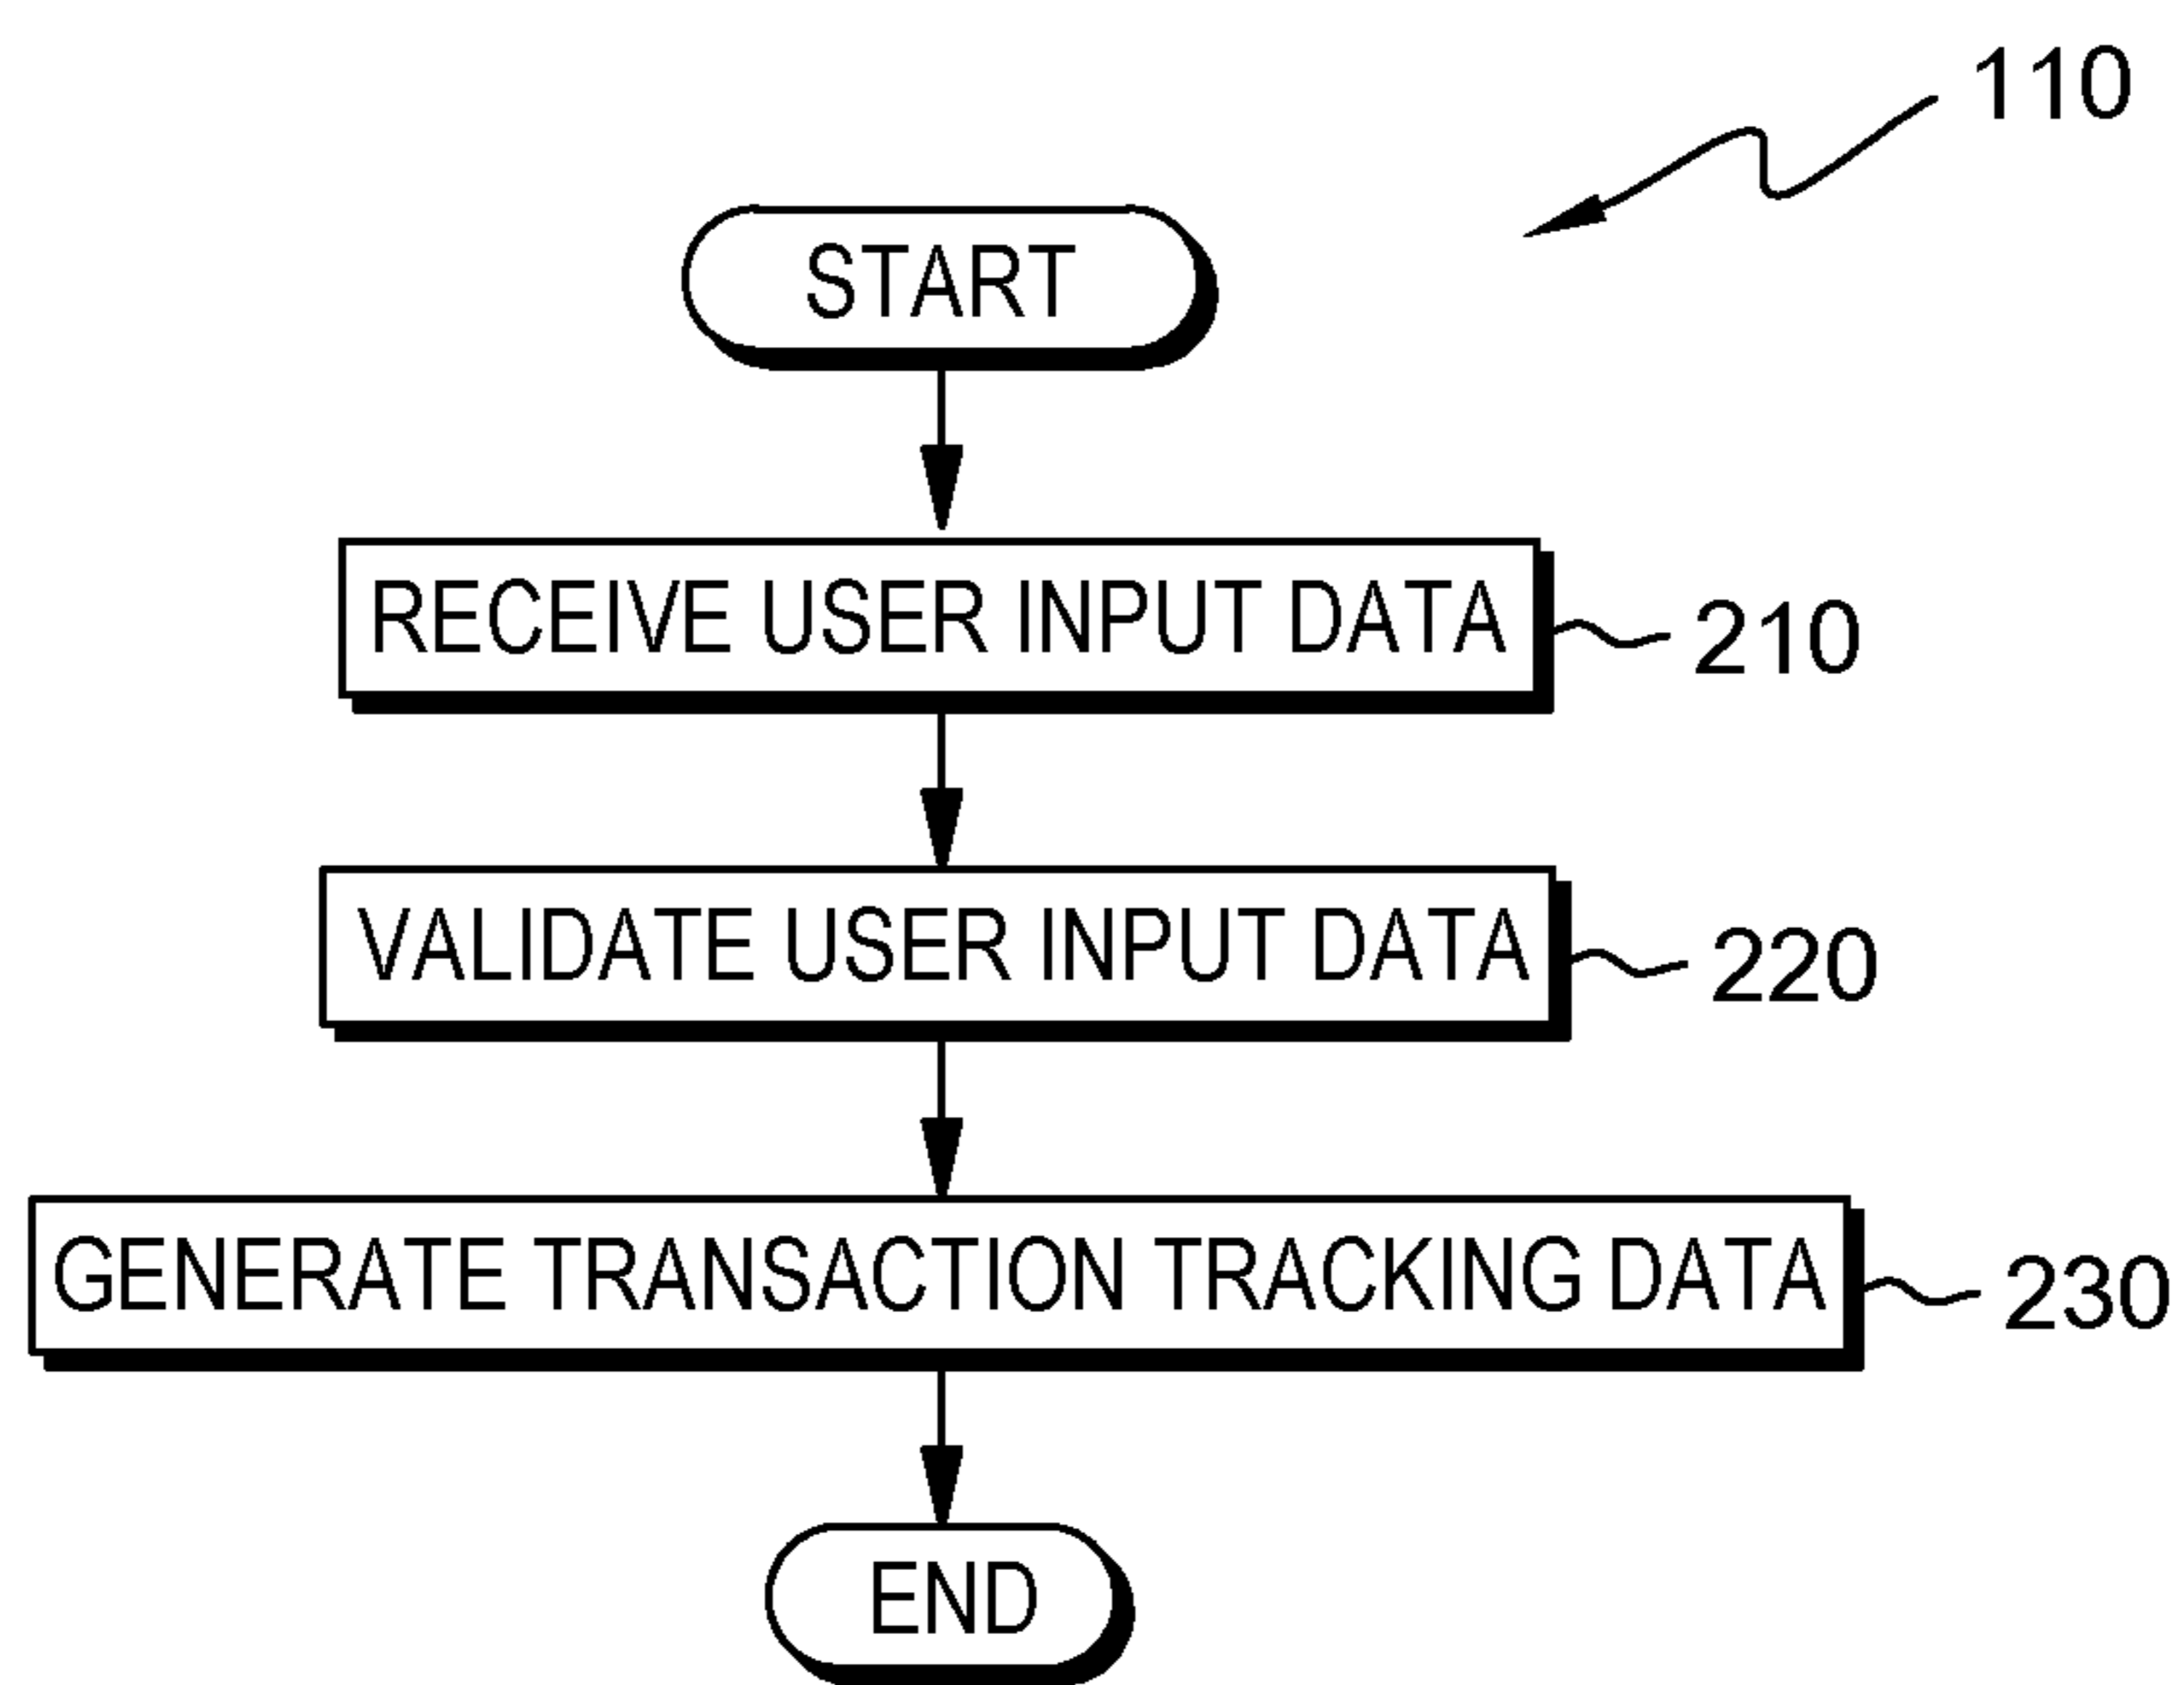 110
START
RECEIVE USER INPUT DATA
210
VALIDATE USER INPUT DATA
220
GENERATE TRANSACTION TRACKING DATA
230
END